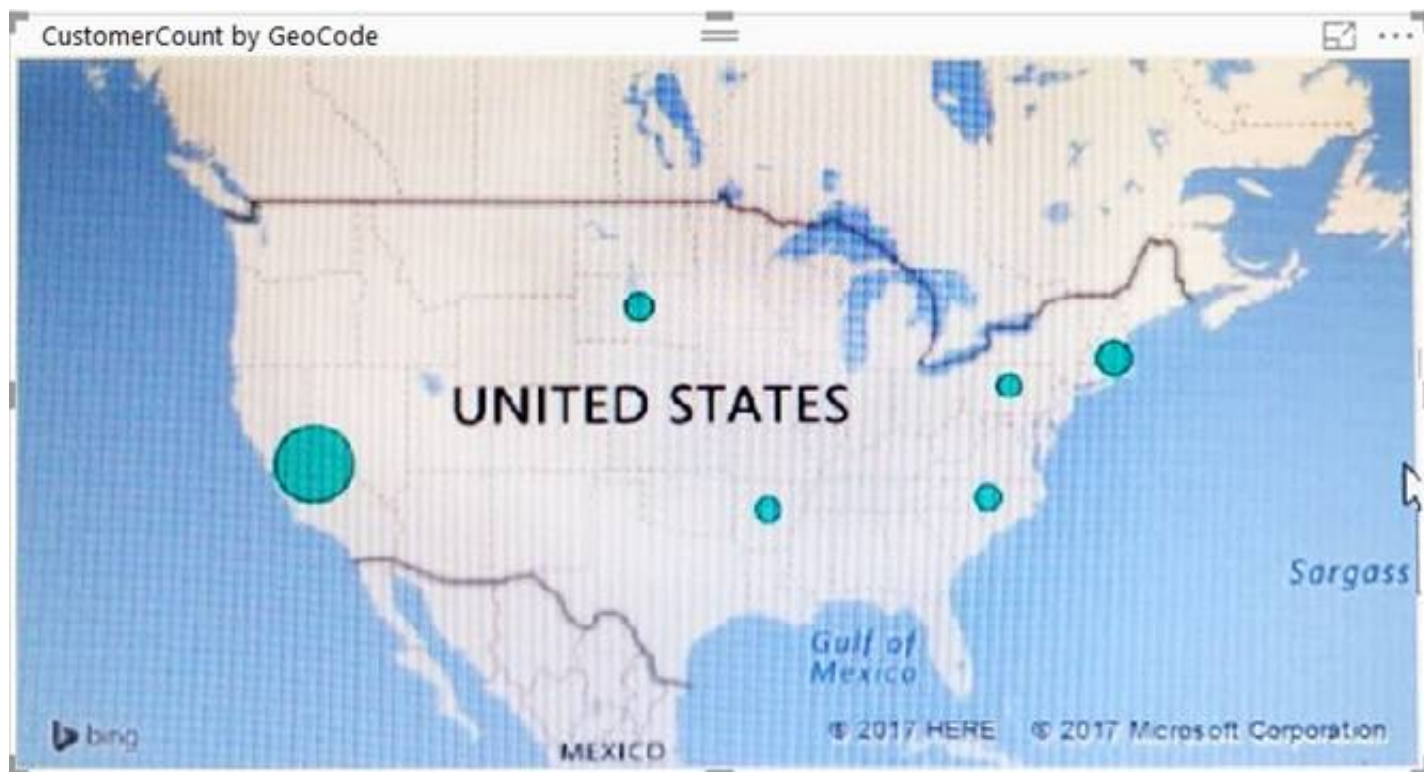 CustomerCount by GeoCode
UNITED STATES
Sargass
Gulf of
Mexico
bing
© 2017 HERE © 2017 Microsoft Corporation
MEXICO